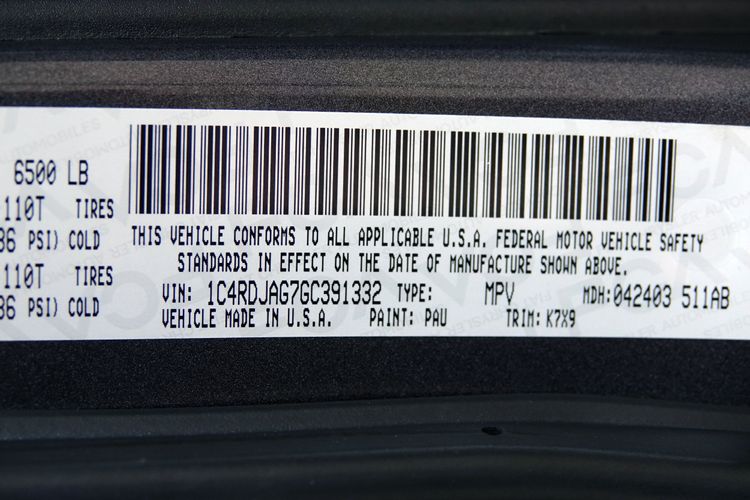 6500 LB
110T TIRES
36 PSI) COLD
110T TIRES
36 PSI) COLD
THIS VEHICLE CONFORMS TO ALL APPLICABLE U.S.A. FEDERAL MOTOR VEHICLE SAFETY
STANDARDS IN EFFECT ON THE DATE OF MANUFACTURE SHOWN ABOVE.
VIN: 1C4RDJAG7GC391332 TYPE: MPV MDH: 042403 511AB
VEHICLE MADE IN U.S.A. PAINT: PAU TRIM: K7X9